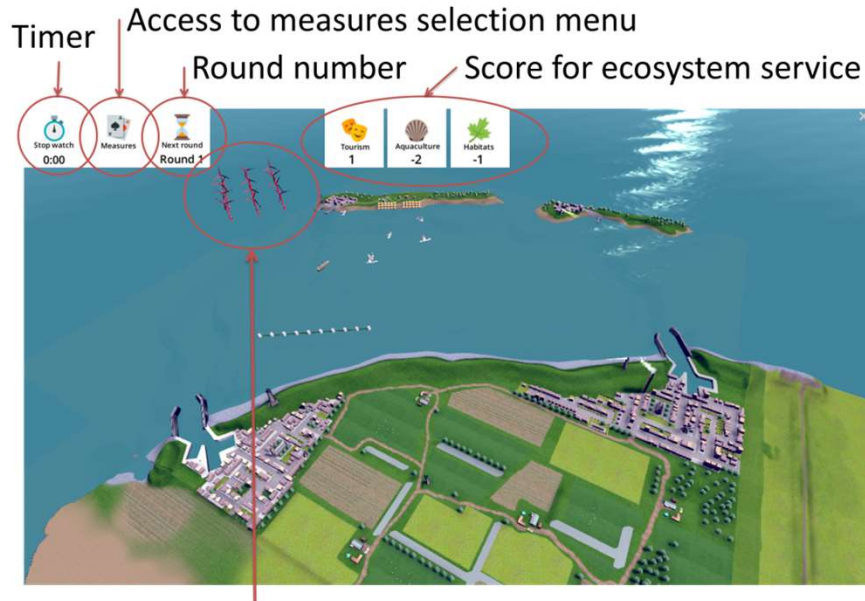 Access to measures selection menu
Timer
Round number
Score for ecosystem service
Stop watch
0:00
Measures
Next round
Round 1
Tourism
1
Aquaculture
-2
Habitats
-1